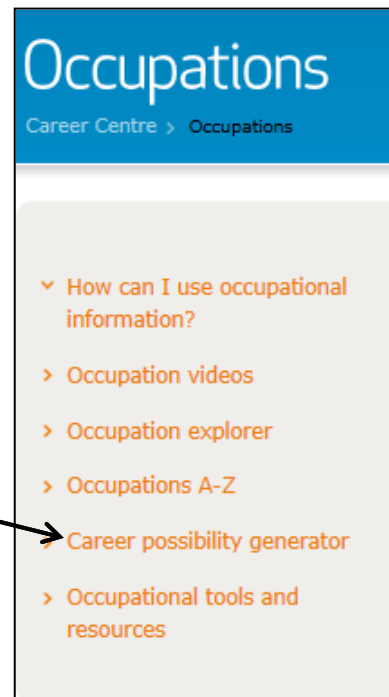 Occupations
Career Centre > Occupations
How can I use occupational
information?
Occupation videos
Occupation explorer
Occupations A-Z
Career possibility generator
Occupational tools and
resources